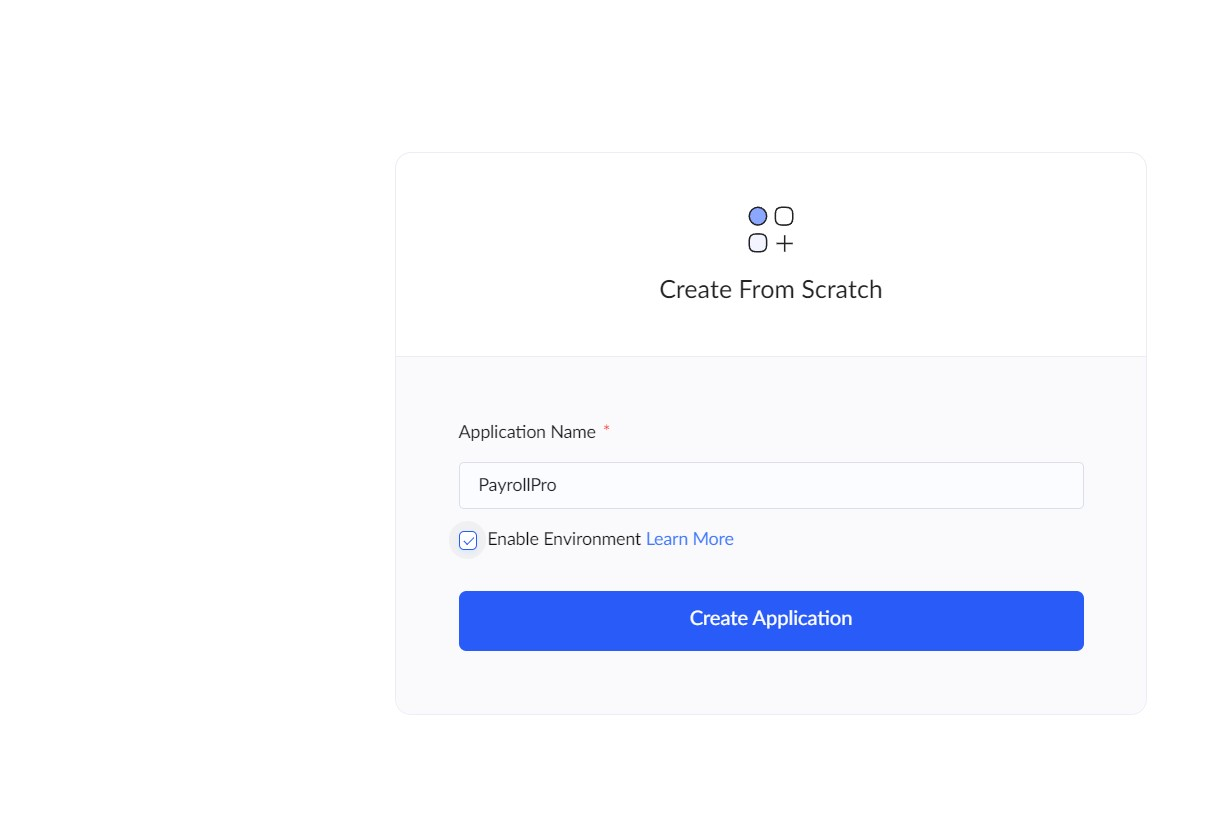 Create From Scratch
Application Name *
PayrollPro
Enable Environment Learn More
Create Application